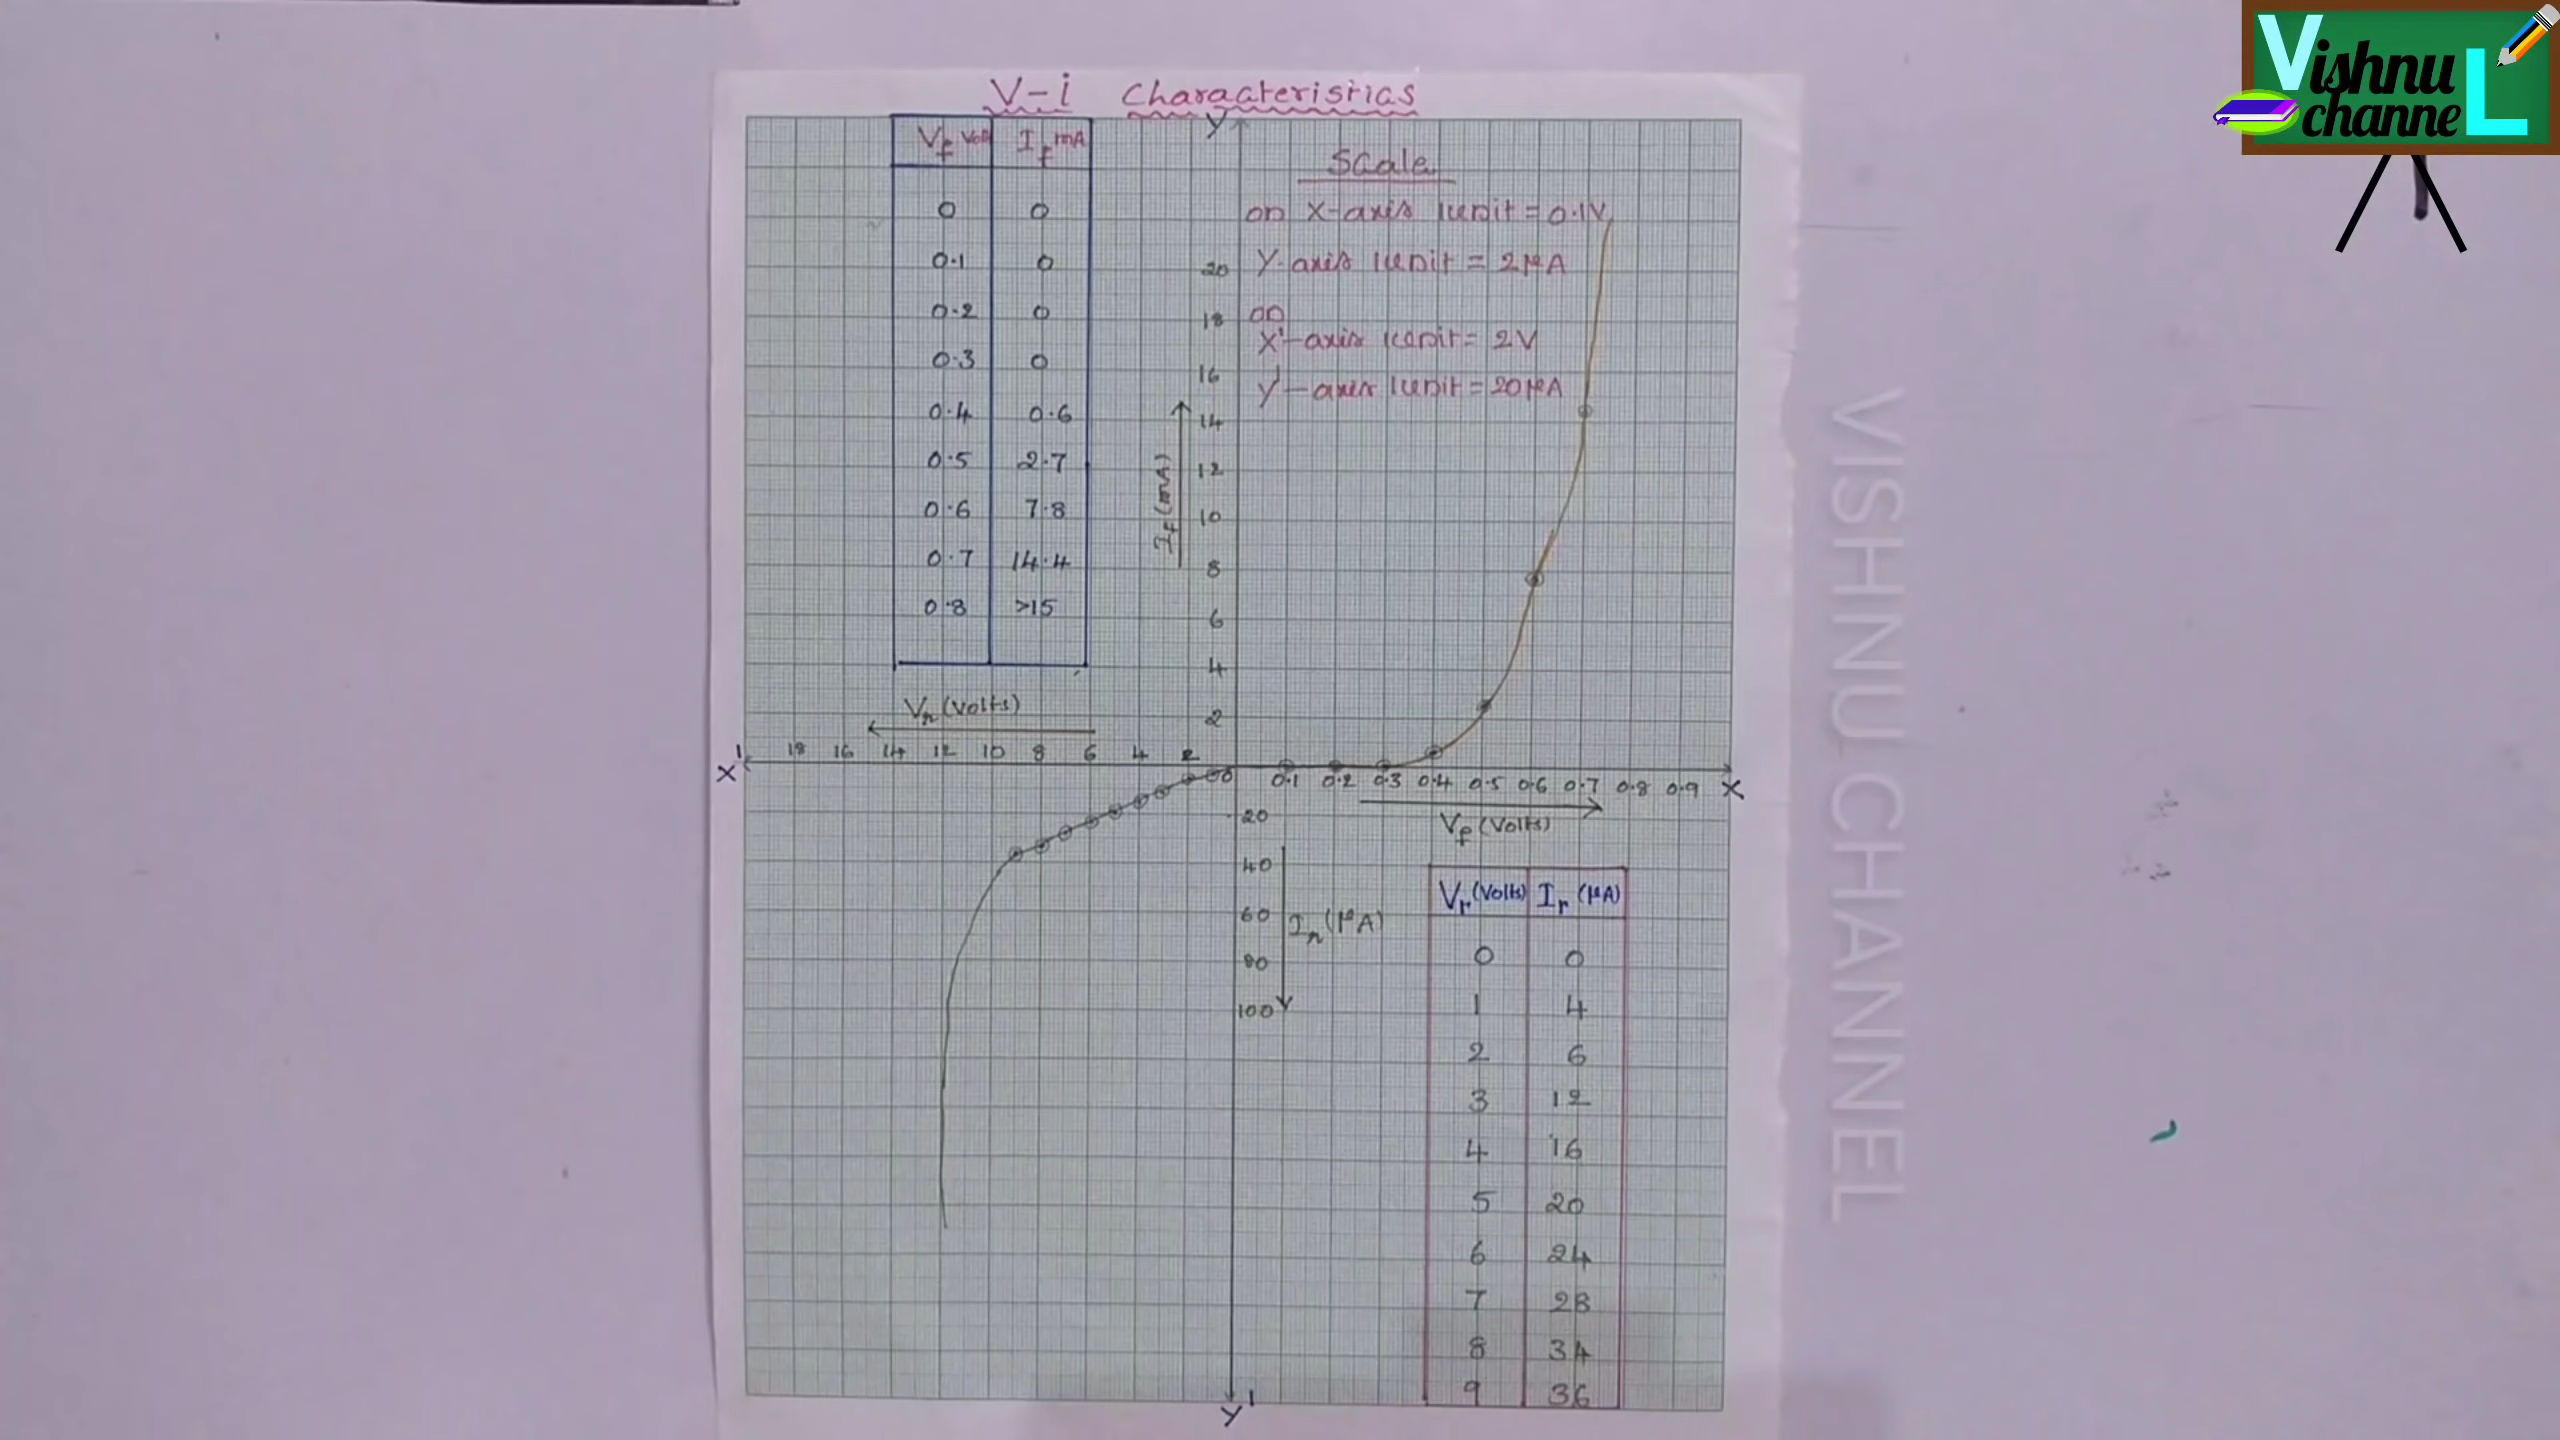 Vishnu
channeL
V-i Characteristics
Vf Volt If mA
0 0
0.1 0
0.2 0
0.3 0
0.4 0.6
0.5 2.7
0.6 7.8
0.7 14.4
0.8 >15
Y
Scale
on X-axis 1unit = 0.1V
Y-axis 1unit = 2μA
on
X'-axis 1unit = 2V
Y'-axis 1unit = 20μA
20
18
16
14
12
10
8
6
4
2
If (mA)
Vr (Volts)
X' 18 16 14 12 10 8 6 4 2
0 0.1 0.2 0.3 0.4 0.5 0.6 0.7 0.8 0.9 X
Vf (Volts)
20
40
60
80
100
Ir (μA)
Vr (Volts) Ir (μA)
0 0
1 4
2 6
3 12
4 16
5 20
6 24
7 28
8 34
9 36
Y'
VISHNU CHANNEL